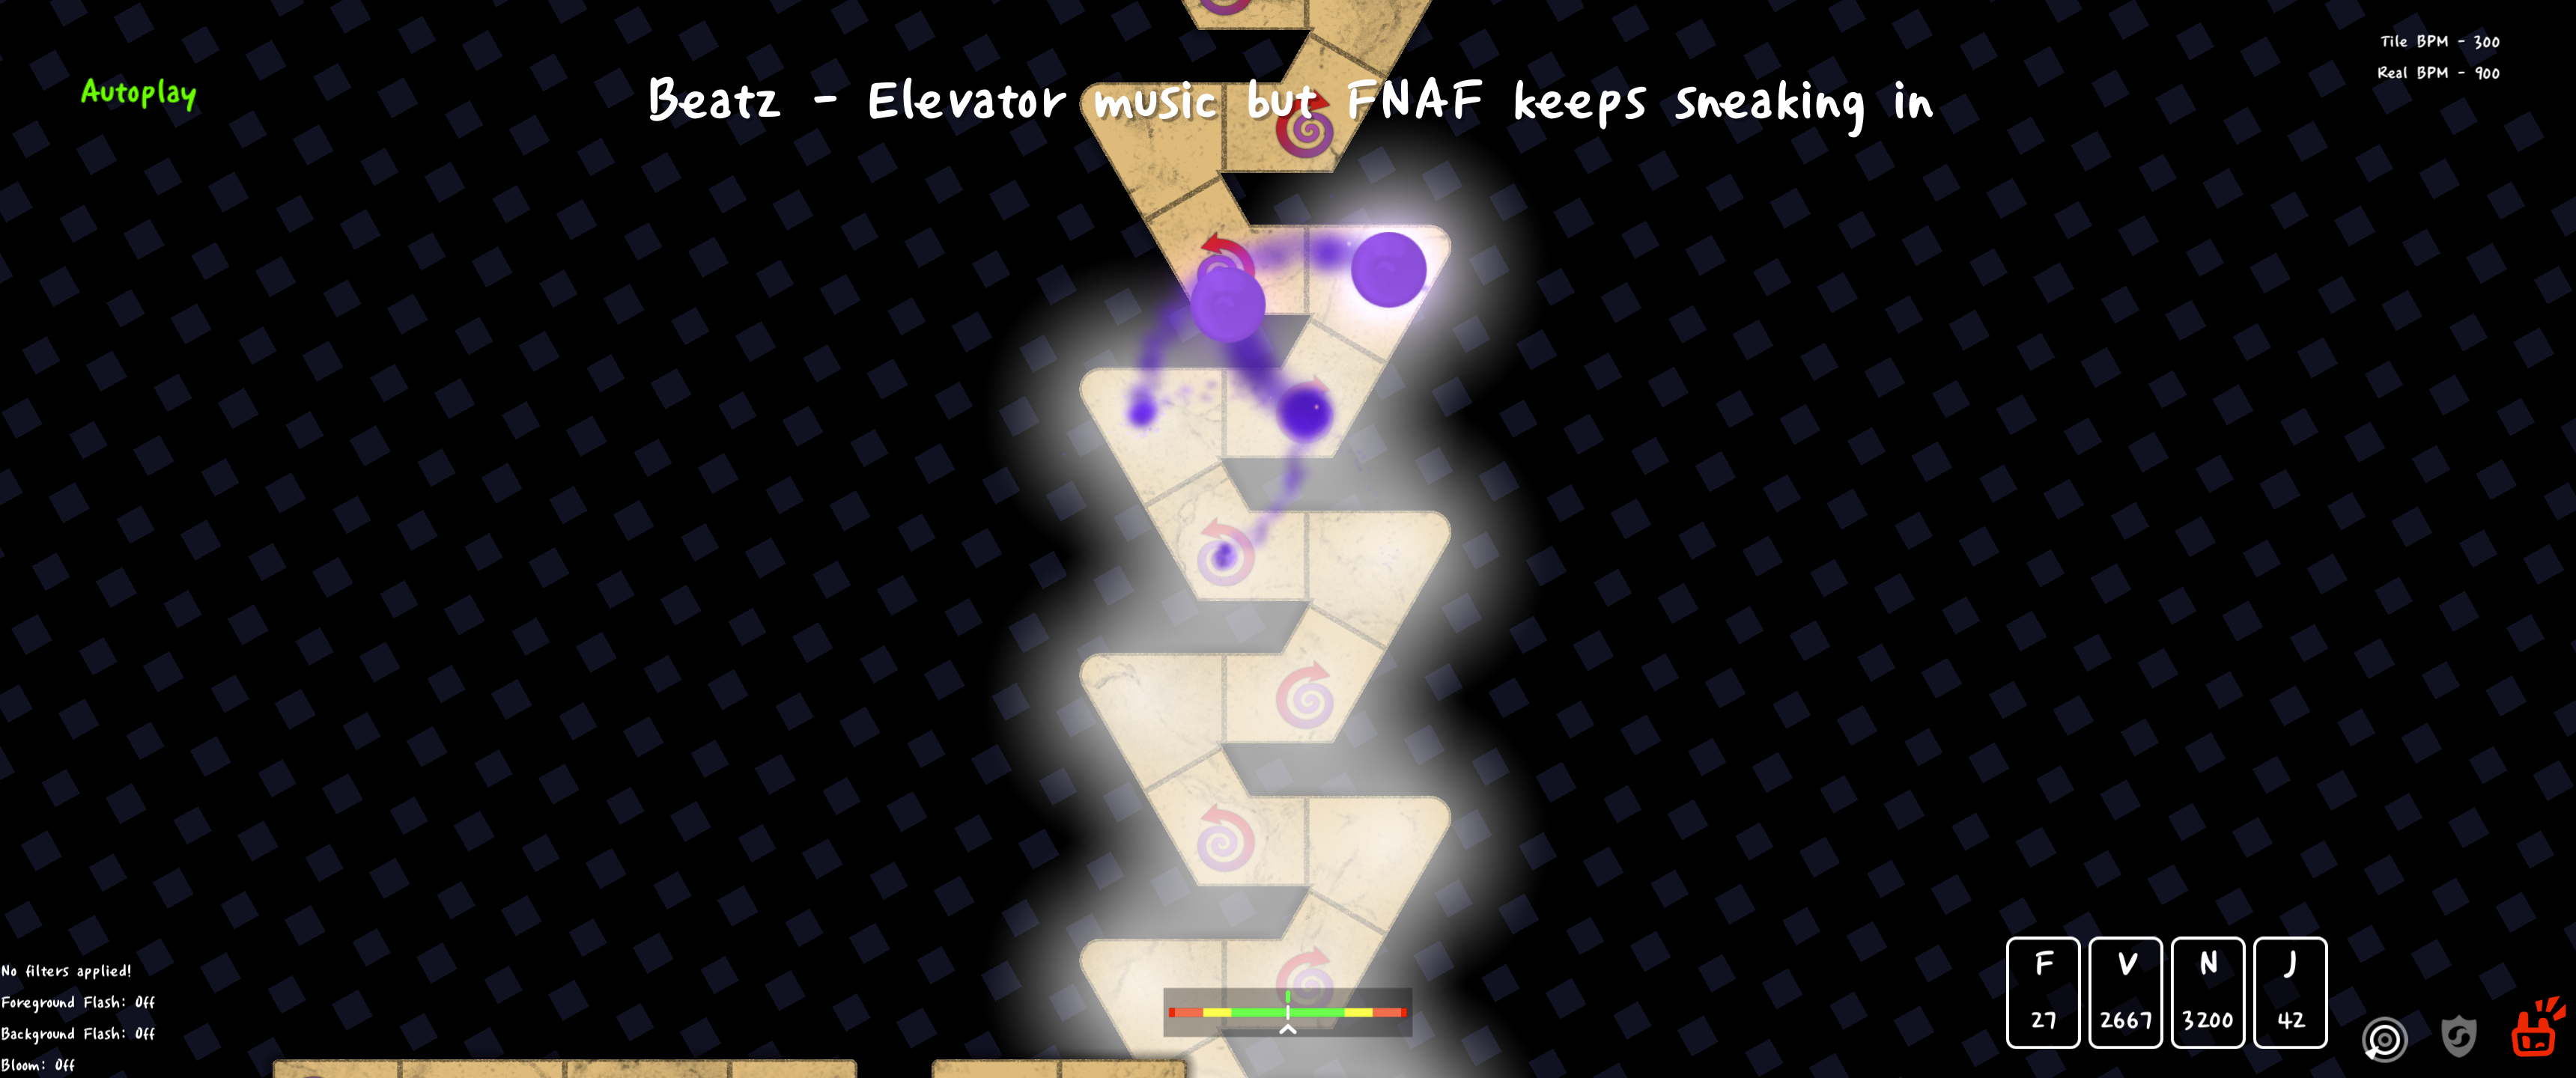 Tile BPM - 300
Real BPM - 900
Autoplay
Beatz - Elevator music but FNAF keeps sneaking in
No filters applied!
Foreground Flash: Off
Background Flash: Off
Bloom: Off
F V N J
27 2667 3200 42